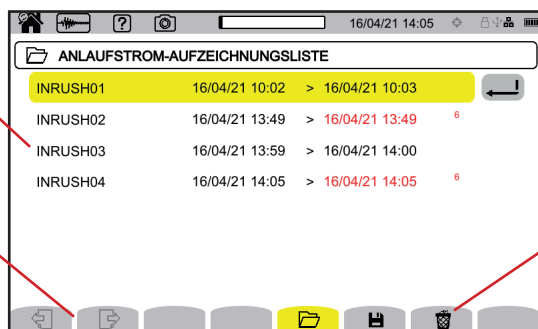 ? 16/04/21 14:05
ANLAUFSTROM-AUFZEICHNUNGSLISTE
INRUSH01 16/04/21 10:02 > 16/04/21 10:03
INRUSH02 16/04/21 13:49 > 16/04/21 13:49 6
INRUSH03 16/04/21 13:59 > 16/04/21 14:00
INRUSH04 16/04/21 14:05 > 16/04/21 14:05 6